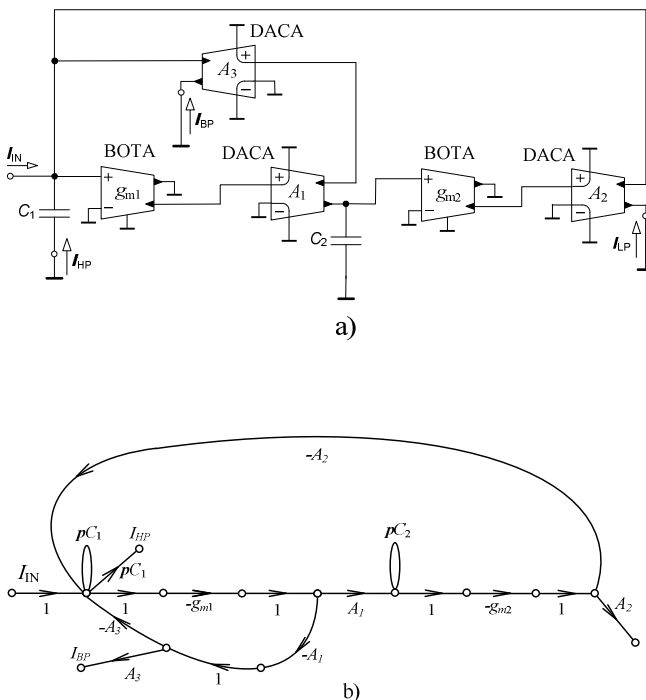 DACA
+
A3
−
IBP
IIN
BOTA
DACA
BOTA
DACA
+
gm1
−
+
A1
−
+
gm2
−
+
A2
−
C1
C2
IHP
ILP
a)
-A2
pC1
IHP
pC2
IIN
pC1
1
1
-gm1
1
A1
1
-gm2
1
A2
-A3
-A1
IBP
A3
1
b)